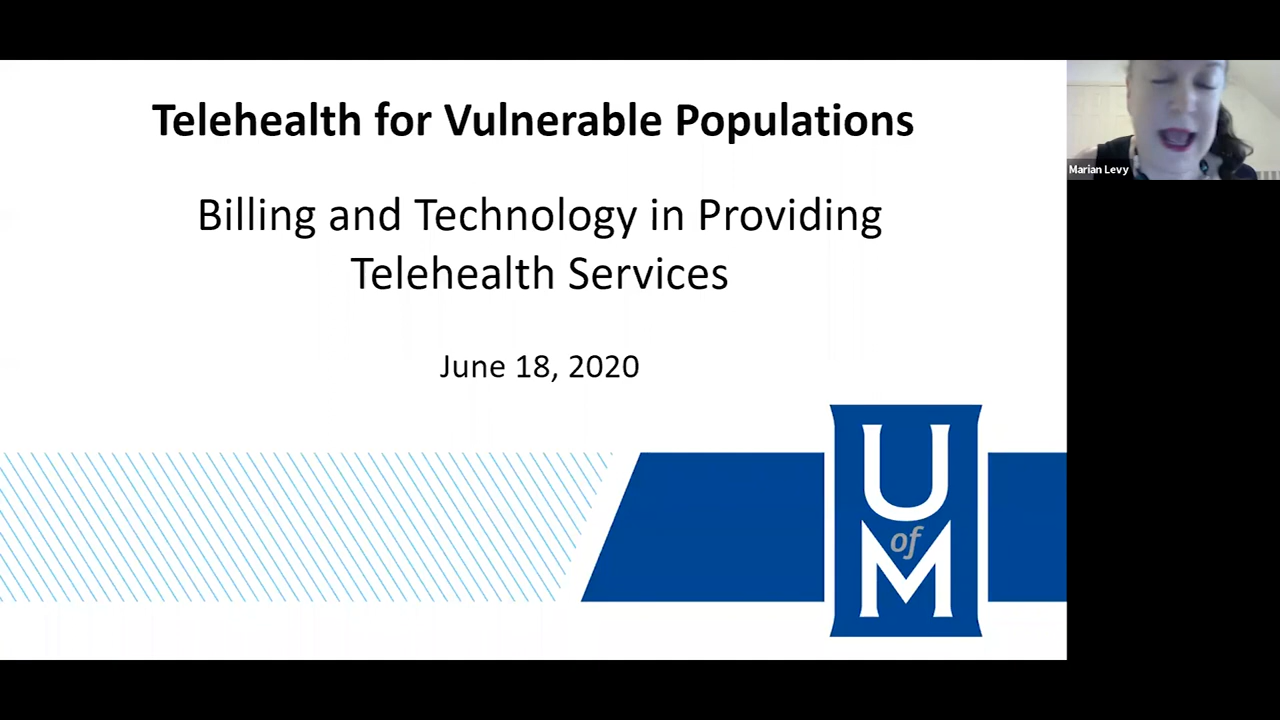 Telehealth for Vulnerable Populations
Billing and Technology in Providing
Telehealth Services
June 18, 2020
U
of
M
Marian Levy